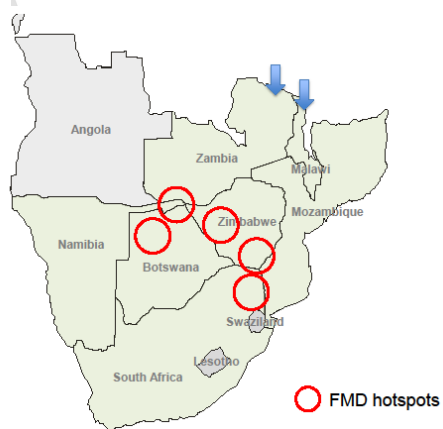 Angola
Zambia
Malawi
Mozambique
Zimbabwe
Namibia
Botswana
Swaziland
Lesotho
South Africa
FMD hotspots